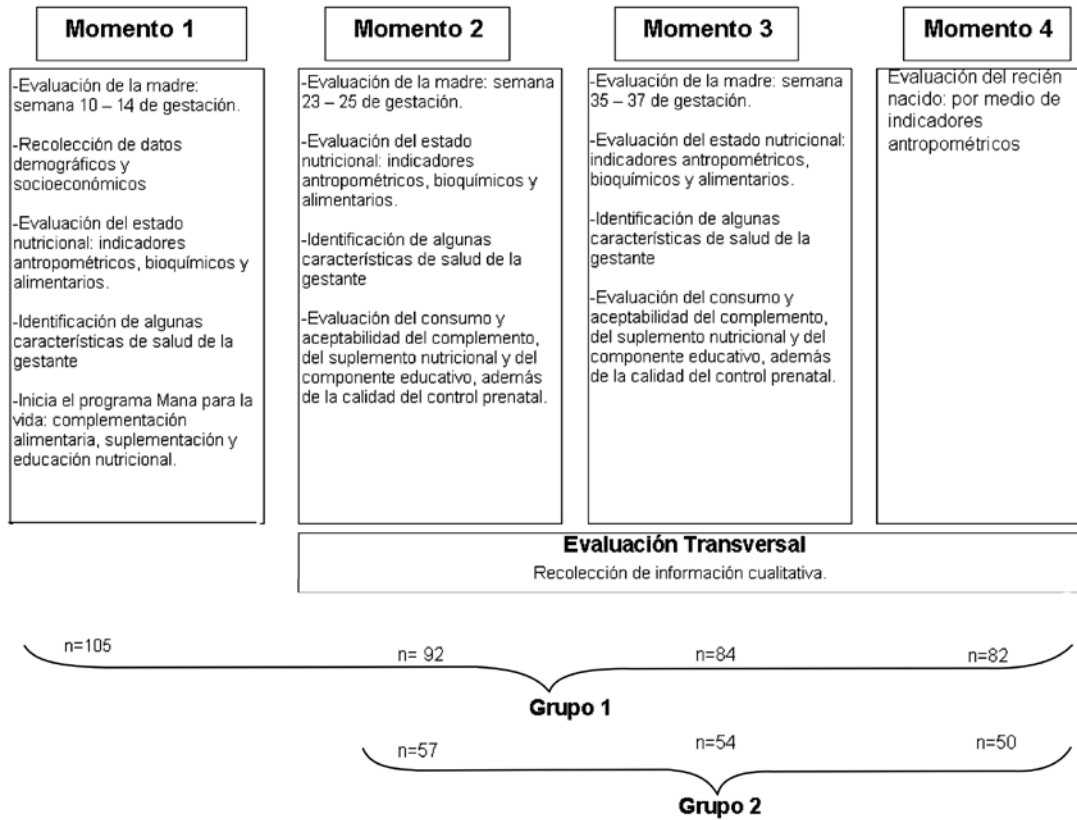 Momento 1
-Evaluación de la madre:
semana 10 – 14 de gestación.
-Recolección de datos
demográficos y
socioeconómicos
-Evaluación del estado
nutricional: indicadores
antropométricos, bioquímicos y
alimentarios.
-Identificación de algunas
características de salud de la
gestante
-Inicia el programa Mana para la
vida: complementación
alimentaria, suplementación y
educación nutricional.
Momento 2
-Evaluación de la madre: semana
23 – 25 de gestación.
-Evaluación del estado
nutricional: indicadores
antropométricos, bioquímicos y
alimentarios.
-Identificación de algunas
características de salud de la
gestante
-Evaluación del consumo y
aceptabilidad del complemento,
del suplemento nutricional y del
componente educativo, además
de la calidad del control prenatal.
Momento 3
-Evaluación de la madre: semana
35 – 37 de gestación.
-Evaluación del estado nutricional:
indicadores antropométricos,
bioquímicos y alimentarios.
-Identificación de algunas
características de salud de la
gestante
-Evaluación del consumo y
aceptabilidad del complemento,
del suplemento nutricional y del
componente educativo, además
de la calidad del control prenatal.
Momento 4
Evaluación del recién
nacido: por medio de
indicadores
antropométricos
Evaluación Transversal
Recolección de información cualitativa.
n=105
n= 92
n=84
n=82
Grupo 1
n=57
n=54
n=50
Grupo 2